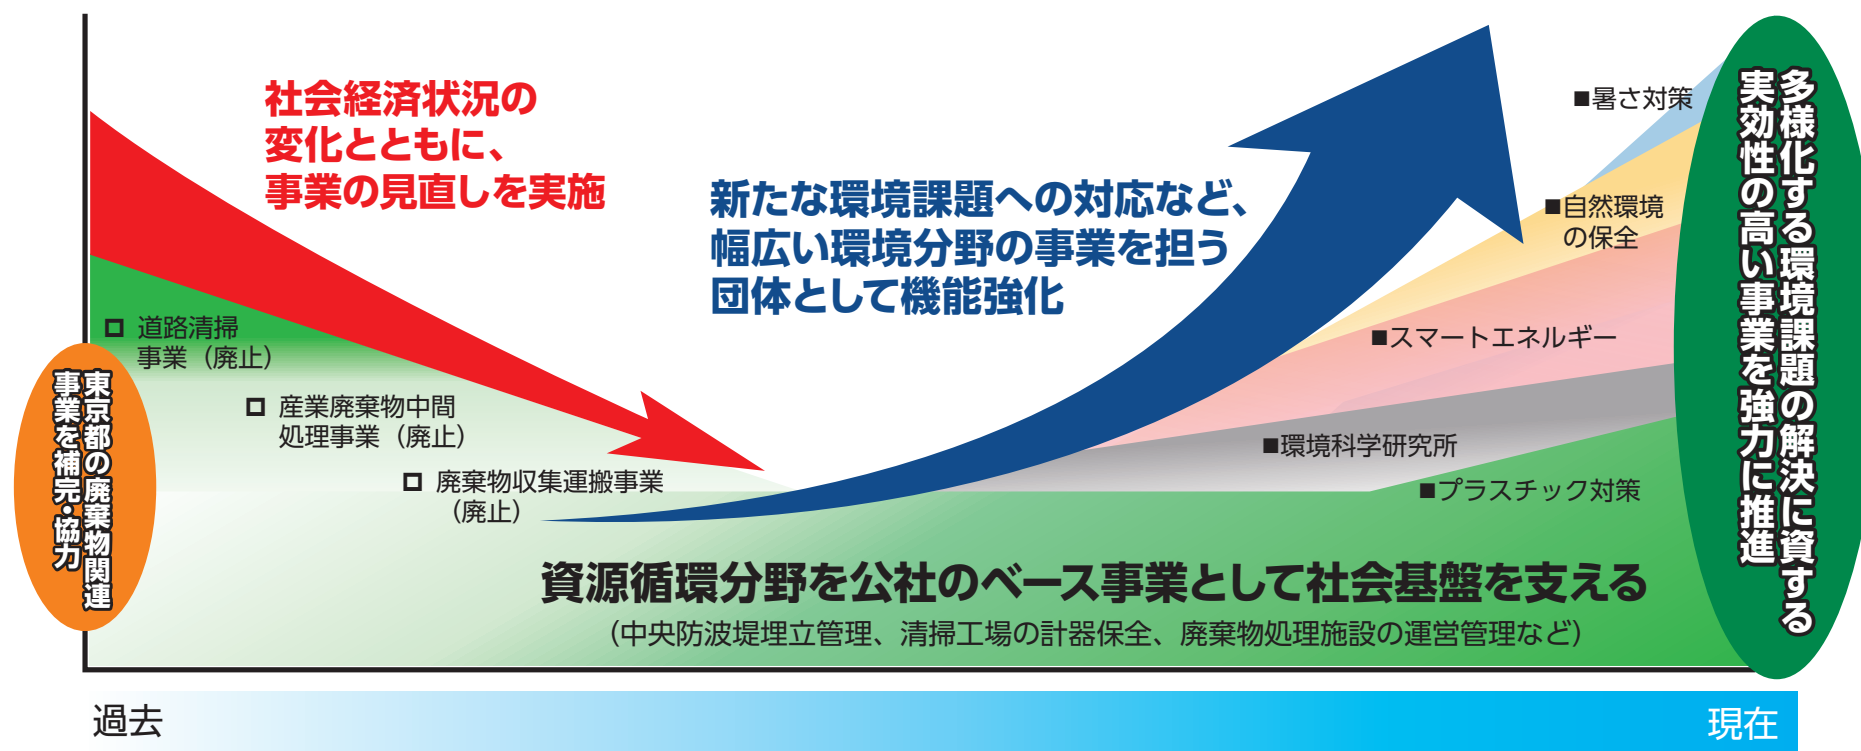 社会経済状況の
変化とともに、
事業の見直しを実施
新たな環境課題への対応など、
幅広い環境分野の事業を担う
団体として機能強化
■暑さ対策
■自然環境
の保全
■スマートエネルギー
■環境科学研究所
■プラスチック対策
□ 道路清掃
事業（廃止）
□ 産業廃棄物中間
処理事業（廃止）
□ 廃棄物収集運搬事業
（廃止）
東京都の廃棄物関連
事業を補完・協力
多様化する環境課題の解決に資する
実効性の高い事業を強力に推進
資源循環分野を公社のベース事業として社会基盤を支える
（中央防波堤埋立管理、清掃工場の計器保全、廃棄物処理施設の運営管理など）
過去
現在